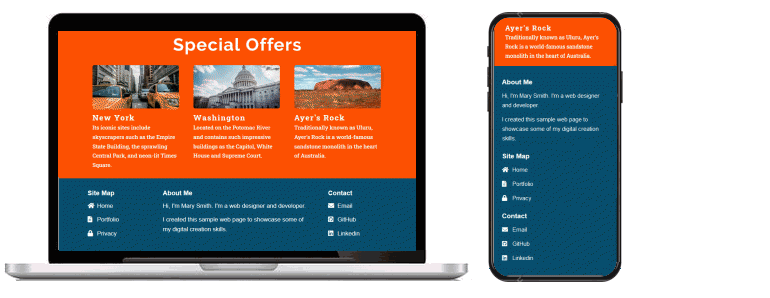 Special Offers
New York
Its iconic sites include
skyscrapers such as the Empire
State Building, the sprawling
Central Park, and neon-lit Times
Square.
Washington
Located on the Potomac River
and contains such impressive
buildings as the Capitol, White
House and Supreme Court.
Ayer's Rock
Traditionally known as Uluru,
Ayer's Rock is a world-famous
sandstone monolith in the heart
of Australia.
Site Map
Home
Portfolio
Privacy
About Me
Hi, I'm Mary Smith. I'm a web designer and developer.
I created this sample web page to showcase some of
my digital creation skills.
Contact
Email
GitHub
Linkedin
Ayer's Rock
Traditionally known as Uluru, Ayer's
Rock is a world-famous sandstone
monolith in the heart of Australia.
About Me
Hi, I'm Mary Smith. I'm a web designer
and developer.
I created this sample web page to
showcase some of my digital creation
skills.
Site Map
Home
Portfolio
Privacy
Contact
Email
GitHub
Linkedin